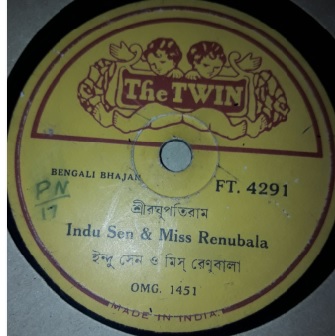 The TWIN
BENGALI BHAJAN
FT. 4291
PN
17
শ্রীরঘুপতিরাম
Indu Sen & Miss Renubala
ইন্দু সেন ও মিস্ রেণুবালা
OMG. 1451
MADE IN INDIA.